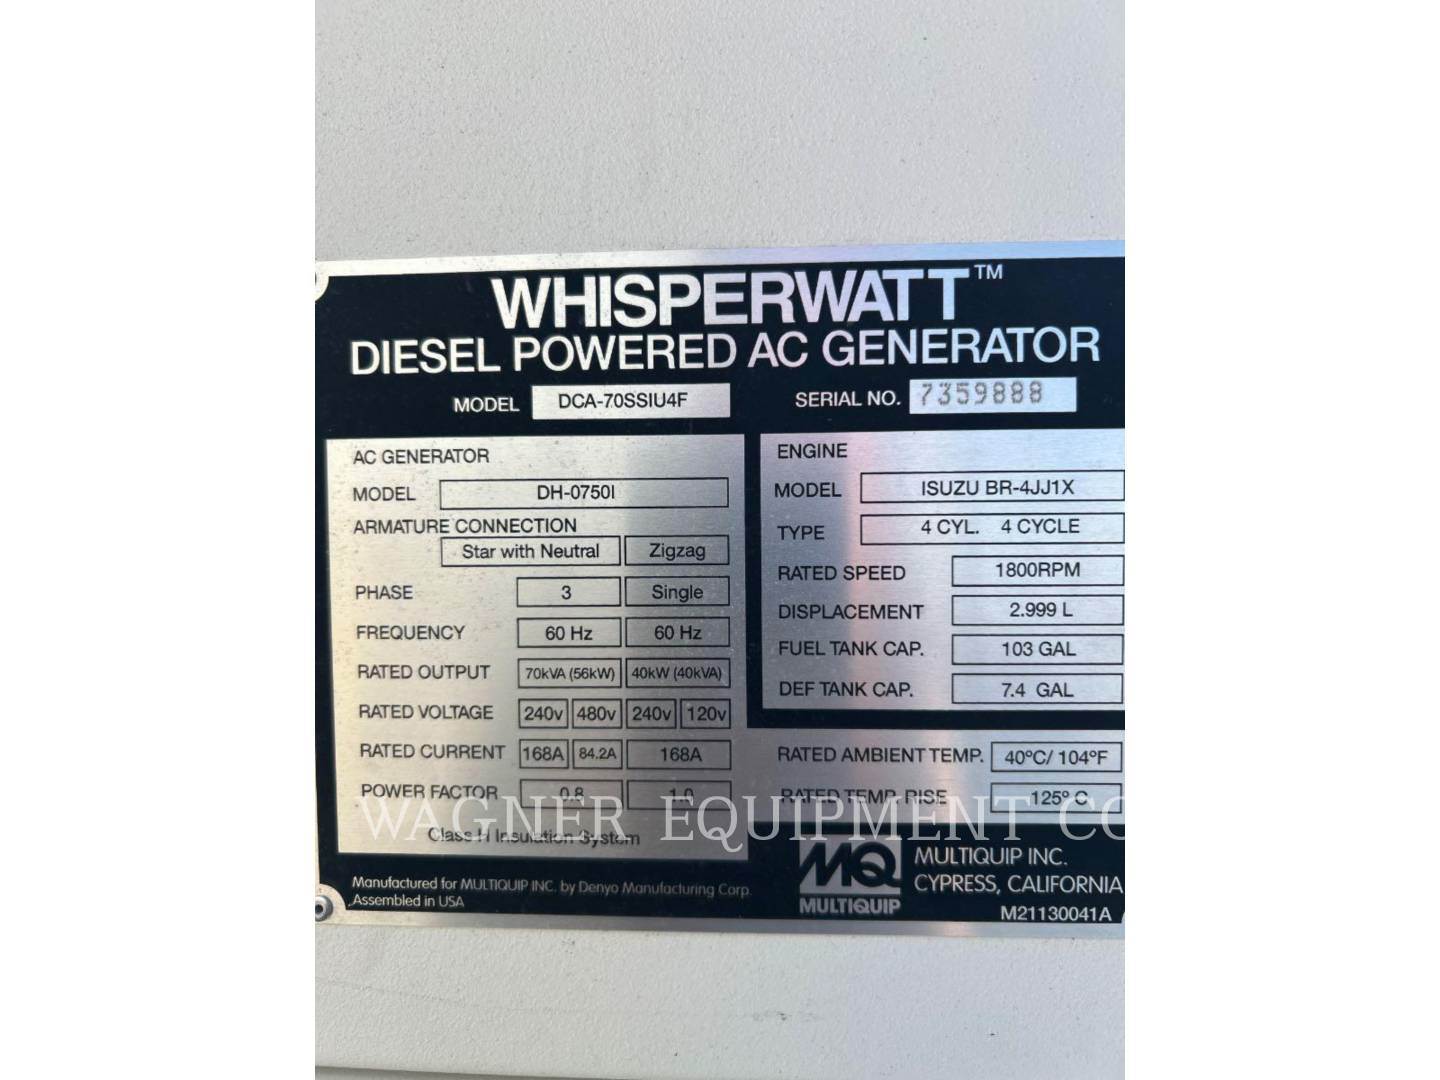 WHISPERWATT™
DIESEL POWERED AC GENERATOR
MODEL DCA-70SSIU4F
SERIAL NO. 7359888
AC GENERATOR
MODEL DH-0750I
ARMATURE CONNECTION
Star with Neutral Zigzag
PHASE 3 Single
FREQUENCY 60 Hz 60 Hz
RATED OUTPUT 70kVA (56kW) 40kW (40kVA)
RATED VOLTAGE 240v 480v 240v 120v
RATED CURRENT 168A 84.2A 168A
POWER FACTOR 0.8 1.0
Class H Insulation System
ENGINE
MODEL ISUZU BR-4JJ1X
TYPE 4 CYL. 4 CYCLE
RATED SPEED 1800RPM
DISPLACEMENT 2.999 L
FUEL TANK CAP. 103 GAL
DEF TANK CAP. 7.4 GAL
RATED AMBIENT TEMP. 40ºC/ 104ºF
RATED TEMP. RISE 125º C
WAGNER EQUIPMENT CO
Manufactured for MULTIQUIP INC. by Denyo Manufacturing Corp.
Assembled in USA
MQ
MULTIQUIP
MULTIQUIP INC.
CYPRESS, CALIFORNIA
M21130041A